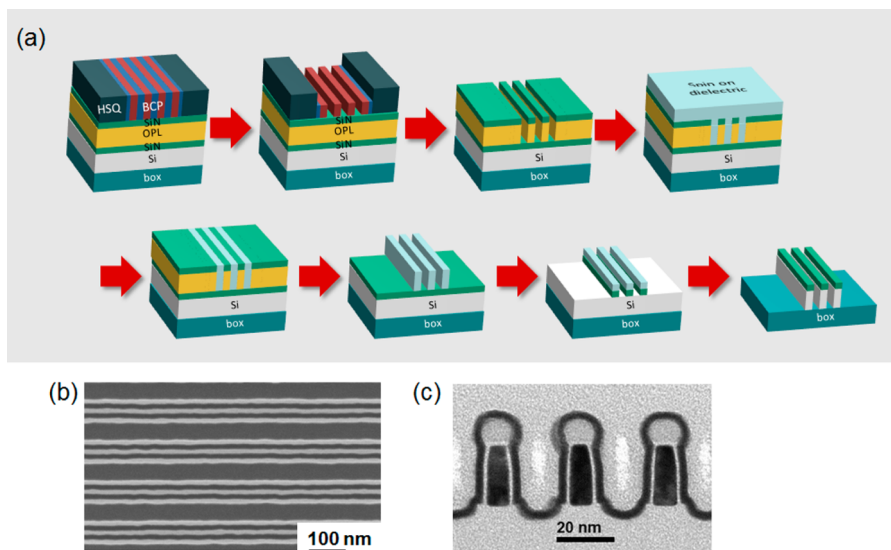 (a)
HSQ
BCP
SiN
OPL
SiN
Si
box
SiN
OPL
SiN
Si
box
Si
box
Spin on
dielectric
Si
box
Si
box
Si
box
Si
box
box
(b)
100 nm
(c)
20 nm